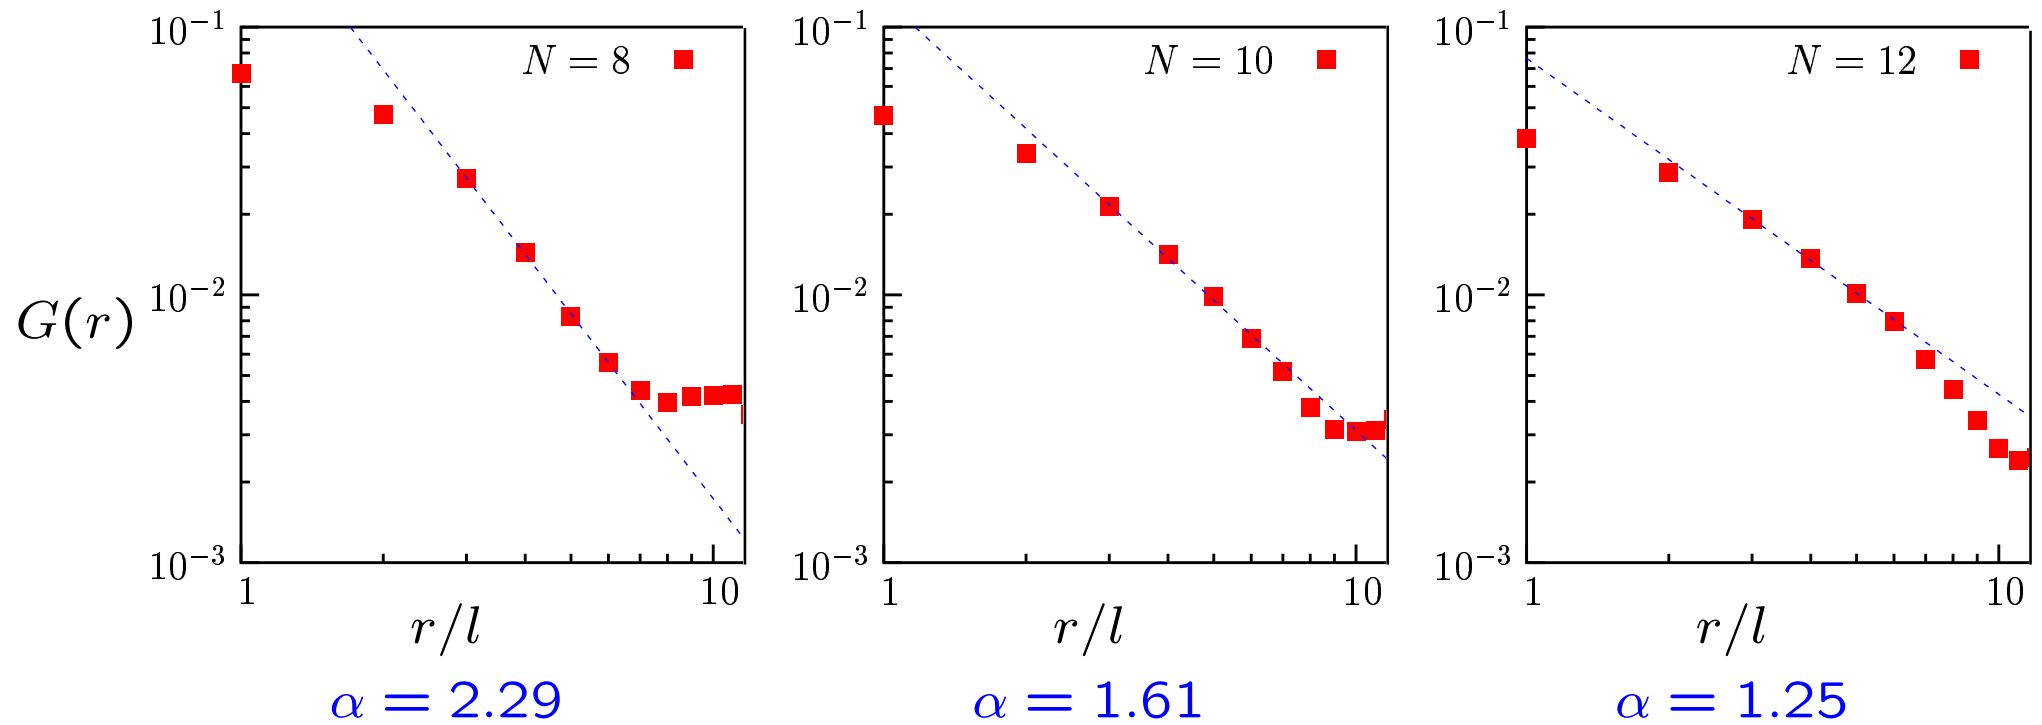 10⁻¹ N = 8
10⁻²
10⁻³
1 10
G(r)
r/l
α = 2.29
10⁻¹ N = 10
10⁻²
10⁻³
1 10
r/l
α = 1.61
10⁻¹ N = 12
10⁻²
10⁻³
1 10
r/l
α = 1.25